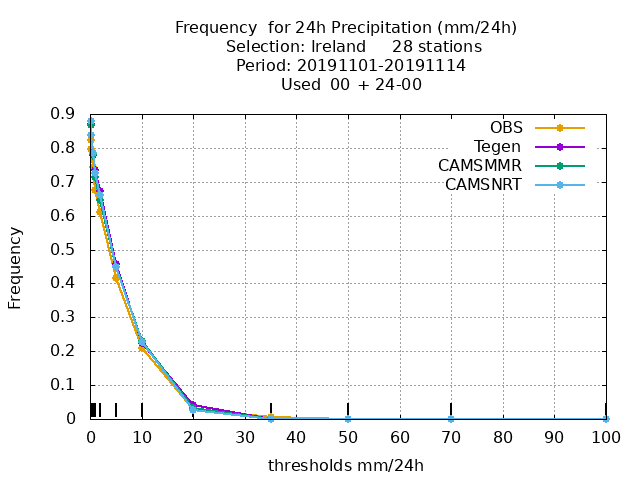 Frequency  for 24h Precipitation (mm/24h)
Selection: Ireland     28 stations
Period: 20191101-20191114
Used  00 + 24-00
OBS
Tegen
CAMSMMR
CAMSNRT
Frequency
0.9
0.8
0.7
0.6
0.5
0.4
0.3
0.2
0.1
0
0 10 20 30 40 50 60 70 80 90 100
thresholds mm/24h